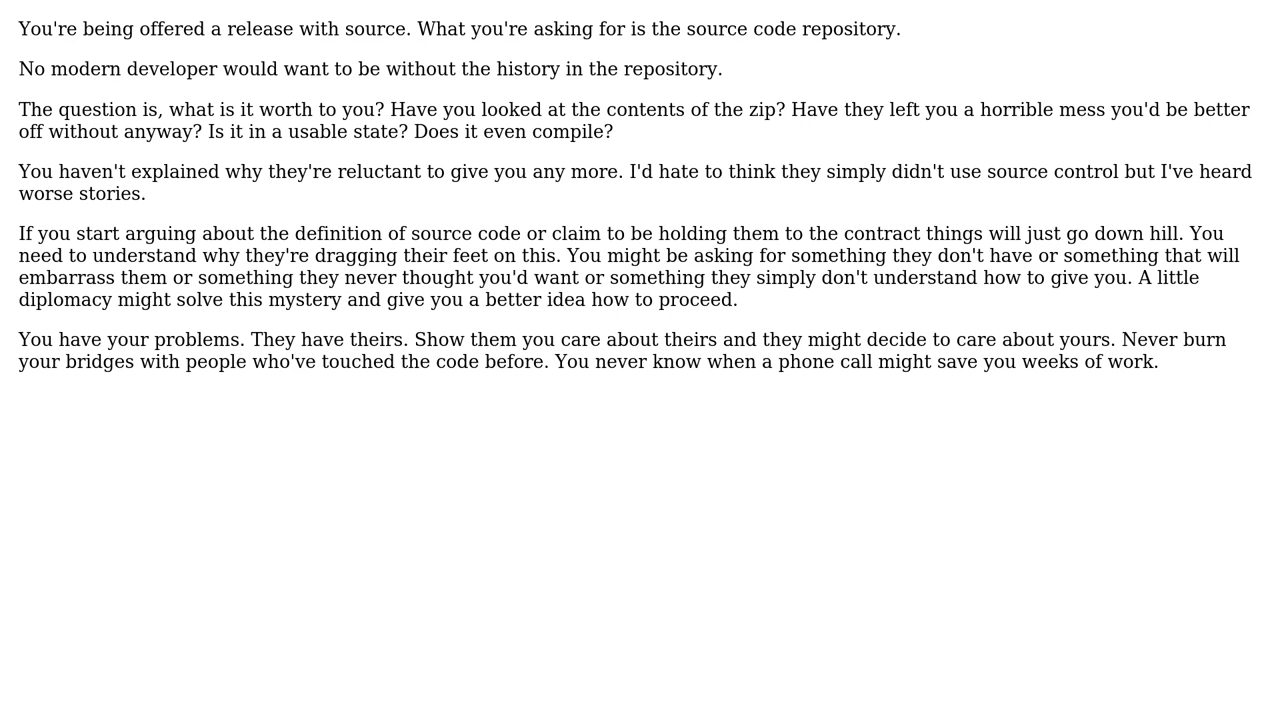 You're being offered a release with source. What you're asking for is the source code repository.
No modern developer would want to be without the history in the repository.
The question is, what is it worth to you? Have you looked at the contents of the zip? Have they left you a horrible mess you'd be better
off without anyway? Is it in a usable state? Does it even compile?
You haven't explained why they're reluctant to give you any more. I'd hate to think they simply didn't use source control but I've heard
worse stories.
If you start arguing about the definition of source code or claim to be holding them to the contract things will just go down hill. You
need to understand why they're dragging their feet on this. You might be asking for something they don't have or something that will
embarrass them or something they never thought you'd want or something they simply don't understand how to give you. A little
diplomacy might solve this mystery and give you a better idea how to proceed.
You have your problems. They have theirs. Show them you care about theirs and they might decide to care about yours. Never burn
your bridges with people who've touched the code before. You never know when a phone call might save you weeks of work.